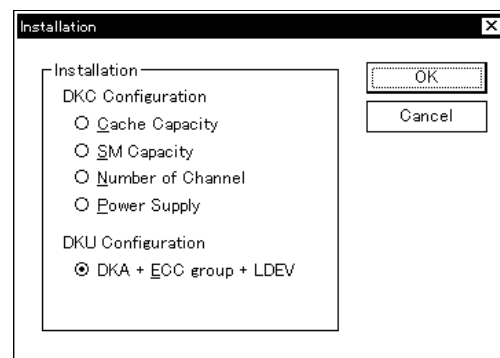 Installation
Installation
DKC Configuration
Cache Capacity
SM Capacity
Number of Channel
Power Supply
DKU Configuration
DKA + ECC group + LDEV
OK
Cancel